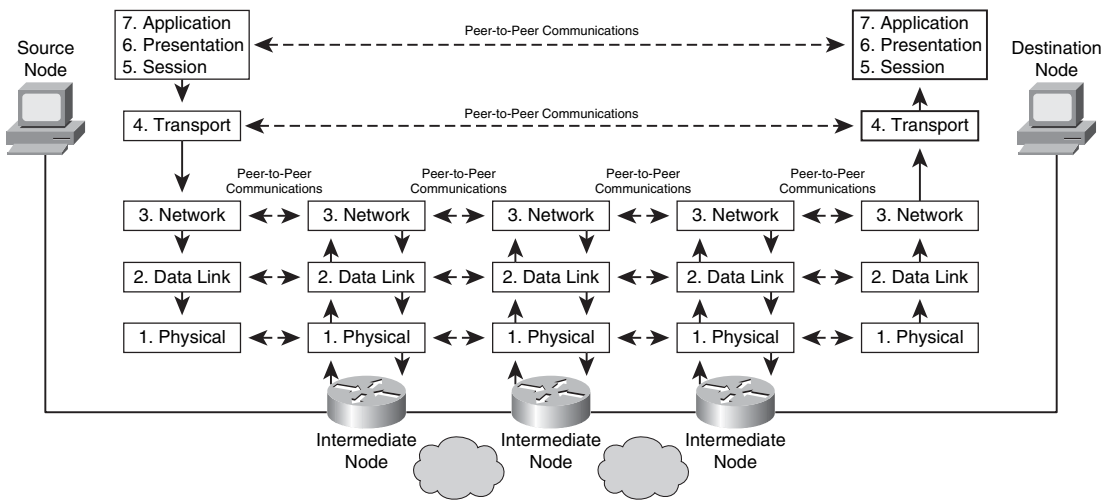 7. Application
6. Presentation
5. Session
Peer-to-Peer Communications
7. Application
6. Presentation
5. Session
Source
Node
Destination
Node
4. Transport
Peer-to-Peer Communications
4. Transport
Peer-to-Peer
Communications
Peer-to-Peer
Communications
Peer-to-Peer
Communications
Peer-to-Peer
Communications
3. Network
3. Network
3. Network
3. Network
3. Network
2. Data Link
2. Data Link
2. Data Link
2. Data Link
2. Data Link
1. Physical
1. Physical
1. Physical
1. Physical
1. Physical
Intermediate
Node
Intermediate
Node
Intermediate
Node